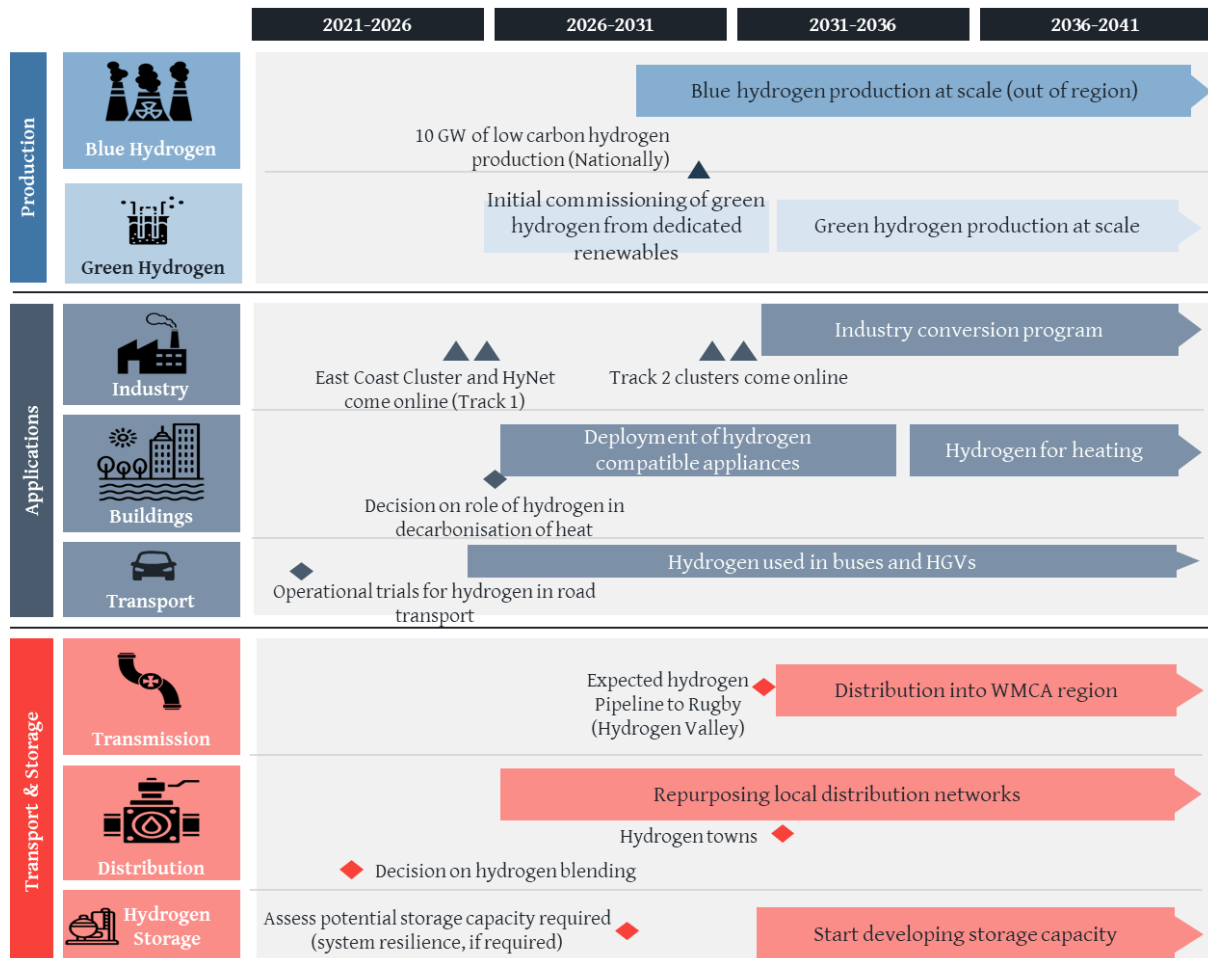 2021-2026
2026-2031
2031-2036
2036-2041
Production
Blue Hydrogen
Blue hydrogen production at scale (out of region)
10 GW of low carbon hydrogen
production (Nationally)
Green Hydrogen
Initial commissioning of green
hydrogen from dedicated
renewables
Green hydrogen production at scale
Applications
Industry
Industry conversion program
East Coast Cluster and HyNet
come online (Track 1)
Track 2 clusters come online
Buildings
Deployment of hydrogen
compatible appliances
Hydrogen for heating
Decision on role of hydrogen in
decarbonisation of heat
Transport
Hydrogen used in buses and HGVs
Operational trials for hydrogen in road
transport
Transport & Storage
Transmission
Expected hydrogen
Pipeline to Rugby
(Hydrogen Valley)
Distribution into WMCA region
Distribution
Repurposing local distribution networks
Hydrogen towns
Decision on hydrogen blending
Hydrogen
Storage
Assess potential storage capacity required
(system resilience, if required)
Start developing storage capacity